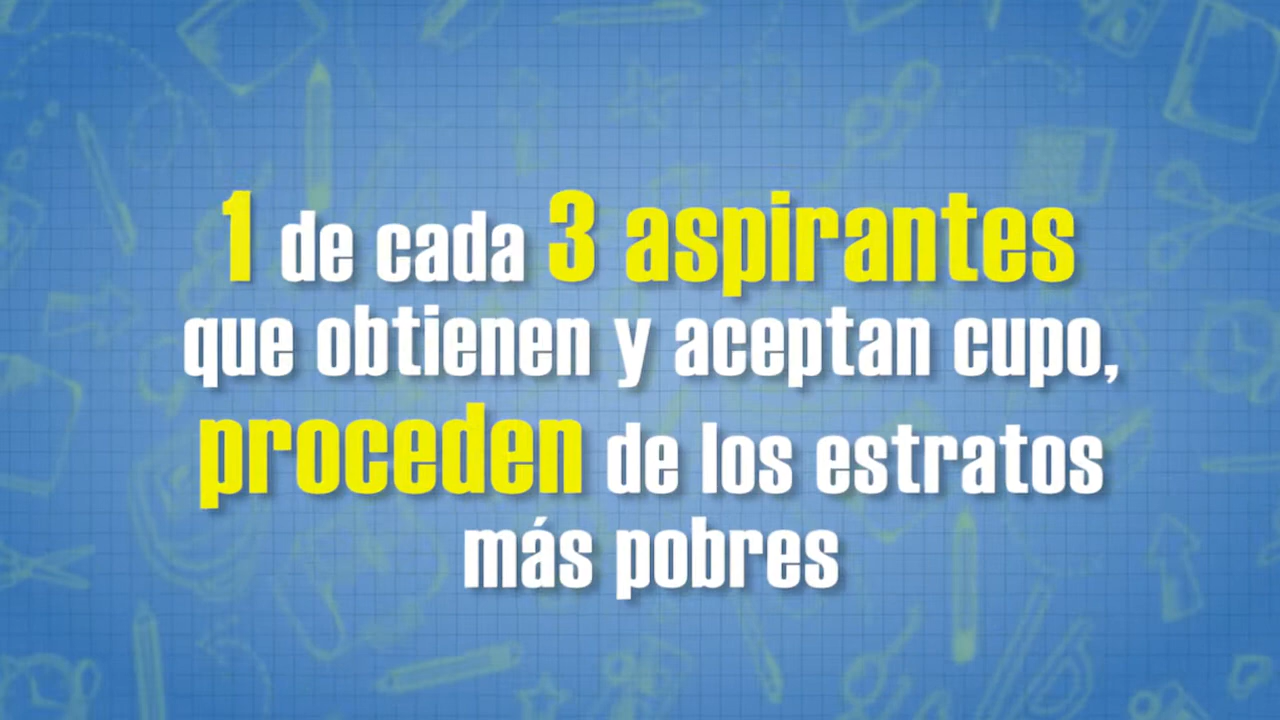 1 de cada 3 aspirantes
que obtienen y aceptan cupo,
proceden de los estratos
más pobres